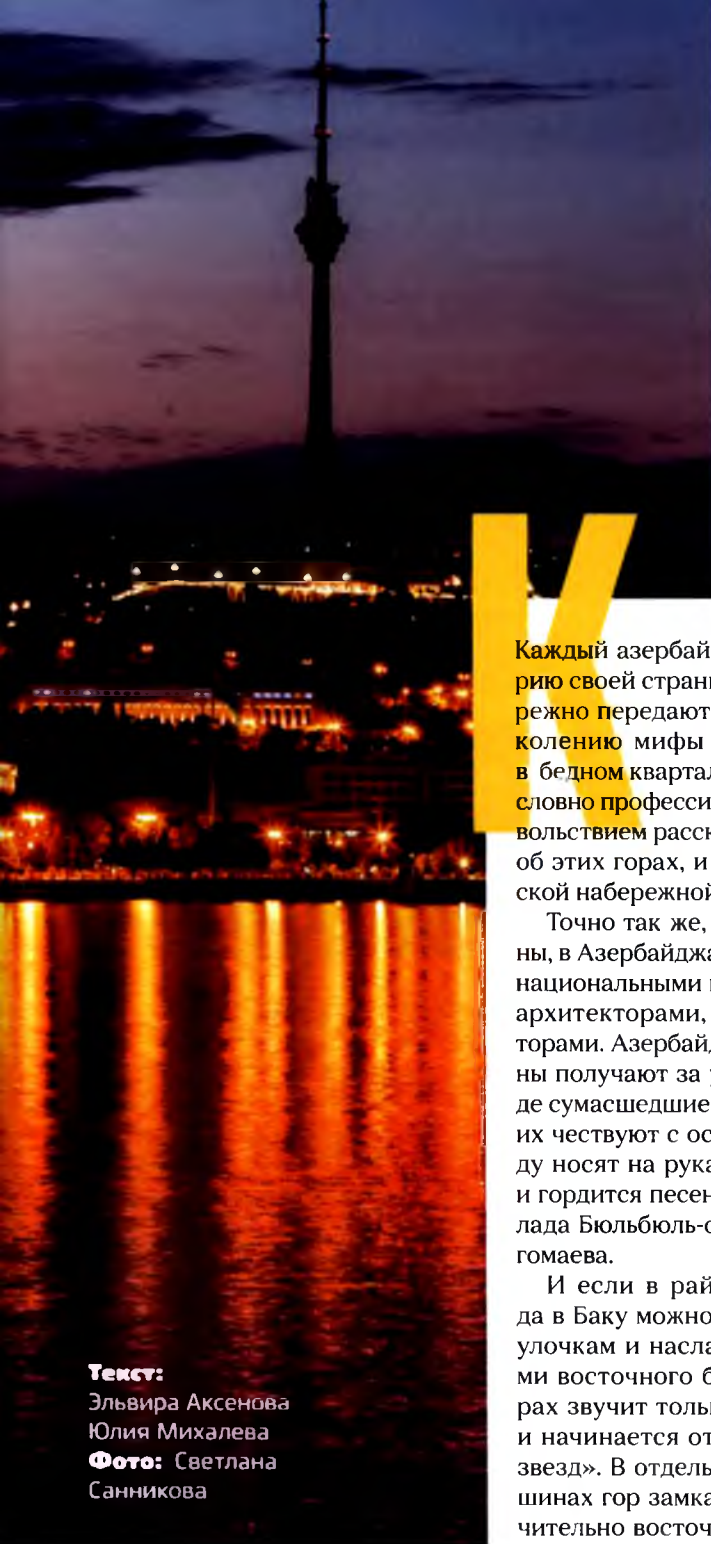 К
Каждый азербай
рию своей стран
режно передают
колению мифы
в бедном квартал
словно професси
вольствием расск
об этих горах, и
ской набережной
Точно так же,
ны, в Азербайджа
национальными
архитекторами,
торами. Азербайд
ны получают за
де сумасшедшие
их чествуют с ос
ду носят на рука
и гордится песен
лада Бюльбюль-о
гомаева.
И если в рай
да в Баку можно
улочкам и насла
ми восточного б
рах звучит толь
и начинается от
звезд». В отдель
шинах гор замка
чительно восточ
Текст:
Эльвира Аксенова
Юлия Михалева
Фото: Светлана
Санникова